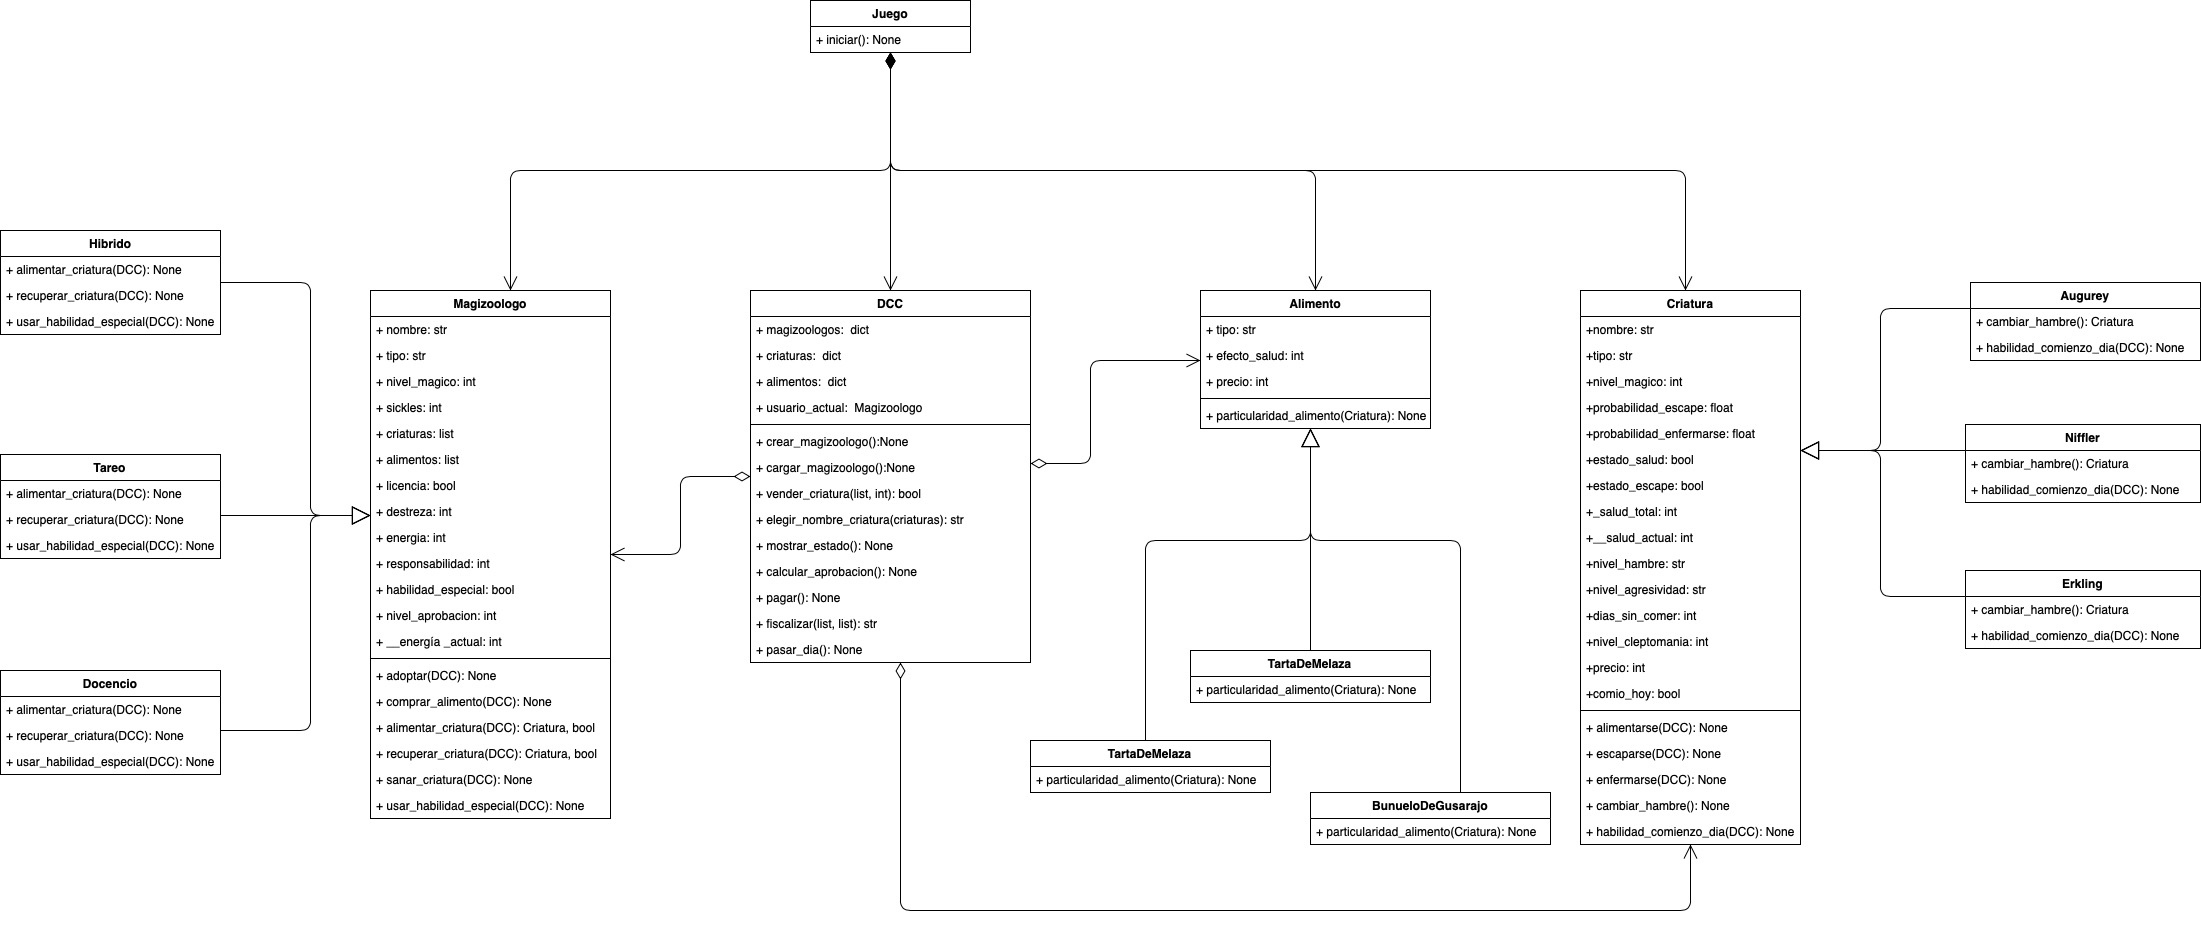 Juego
+ iniciar(): None
Hibrido
+ alimentar_criatura(DCC): None
+ recuperar_criatura(DCC): None
+ usar_habilidad_especial(DCC): None
Tareo
+ alimentar_criatura(DCC): None
+ recuperar_criatura(DCC): None
+ usar_habilidad_especial(DCC): None
Docencio
+ alimentar_criatura(DCC): None
+ recuperar_criatura(DCC): None
+ usar_habilidad_especial(DCC): None
Magizoologo
+ nombre: str
+ tipo: str
+ nivel_magico: int
+ sickles: int
+ criaturas: list
+ alimentos: list
+ licencia: bool
+ destreza: int
+ energia: int
+ responsabilidad: int
+ habilidad_especial: bool
+ nivel_aprobacion: int
+ __energía _actual: int
+ adoptar(DCC): None
+ comprar_alimento(DCC): None
+ alimentar_criatura(DCC): Criatura, bool
+ recuperar_criatura(DCC): Criatura, bool
+ sanar_criatura(DCC): None
+ usar_habilidad_especial(DCC): None
DCC
+ magizoologos:  dict
+ criaturas:  dict
+ alimentos:  dict
+ usuario_actual:  Magizoologo
+ crear_magizoologo():None
+ cargar_magizoologo():None
+ vender_criatura(list, int): bool
+ elegir_nombre_criatura(criaturas): str
+ mostrar_estado(): None
+ calcular_aprobacion(): None
+ pagar(): None
+ fiscalizar(list, list): str
+ pasar_dia(): None
Alimento
+ tipo: str
+ efecto_salud: int
+ precio: int
+ particularidad_alimento(Criatura): None
TartaDeMelaza
+ particularidad_alimento(Criatura): None
TartaDeMelaza
+ particularidad_alimento(Criatura): None
BunueloDeGusarajo
+ particularidad_alimento(Criatura): None
Criatura
+nombre: str
+tipo: str
+nivel_magico: int
+probabilidad_escape: float
+probabilidad_enfermarse: float
+estado_salud: bool
+estado_escape: bool
+_salud_total: int
+__salud_actual: int
+nivel_hambre: str
+nivel_agresividad: str
+dias_sin_comer: int
+nivel_cleptomania: int
+precio: int
+comio_hoy: bool
+ alimentarse(DCC): None
+ escaparse(DCC): None
+ enfermarse(DCC): None
+ cambiar_hambre(): None
+ habilidad_comienzo_dia(DCC): None
Augurey
+ cambiar_hambre(): Criatura
+ habilidad_comienzo_dia(DCC): None
Niffler
+ cambiar_hambre(): Criatura
+ habilidad_comienzo_dia(DCC): None
Erkling
+ cambiar_hambre(): Criatura
+ habilidad_comienzo_dia(DCC): None